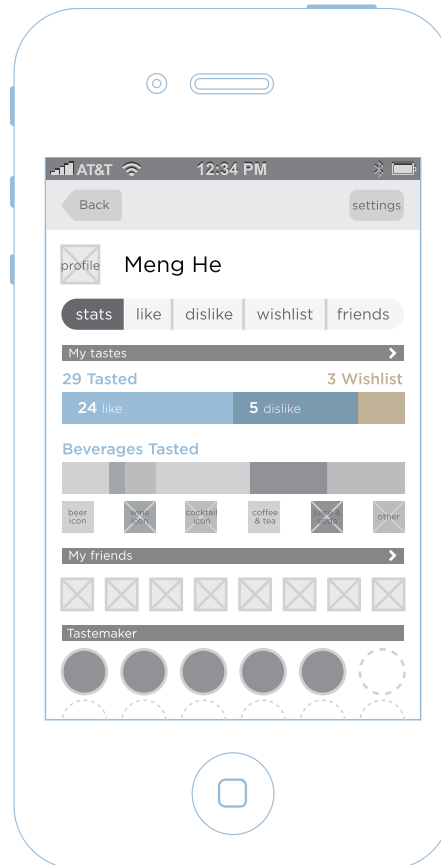 AT&T 12:34 PM
Back settings
profile Meng He
stats like dislike wishlist friends
My tastes
29 Tasted 3 Wishlist
24 like 5 dislike
Beverages Tasted
beer wine cocktail coffee juice & other
icon icon icon & tea soda
My friends
Tastemaker